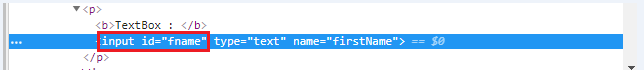 ▼<p>
<b>TextBox : </b>
... <input id="fname" type="text" name="firstName"> == $0
</p>